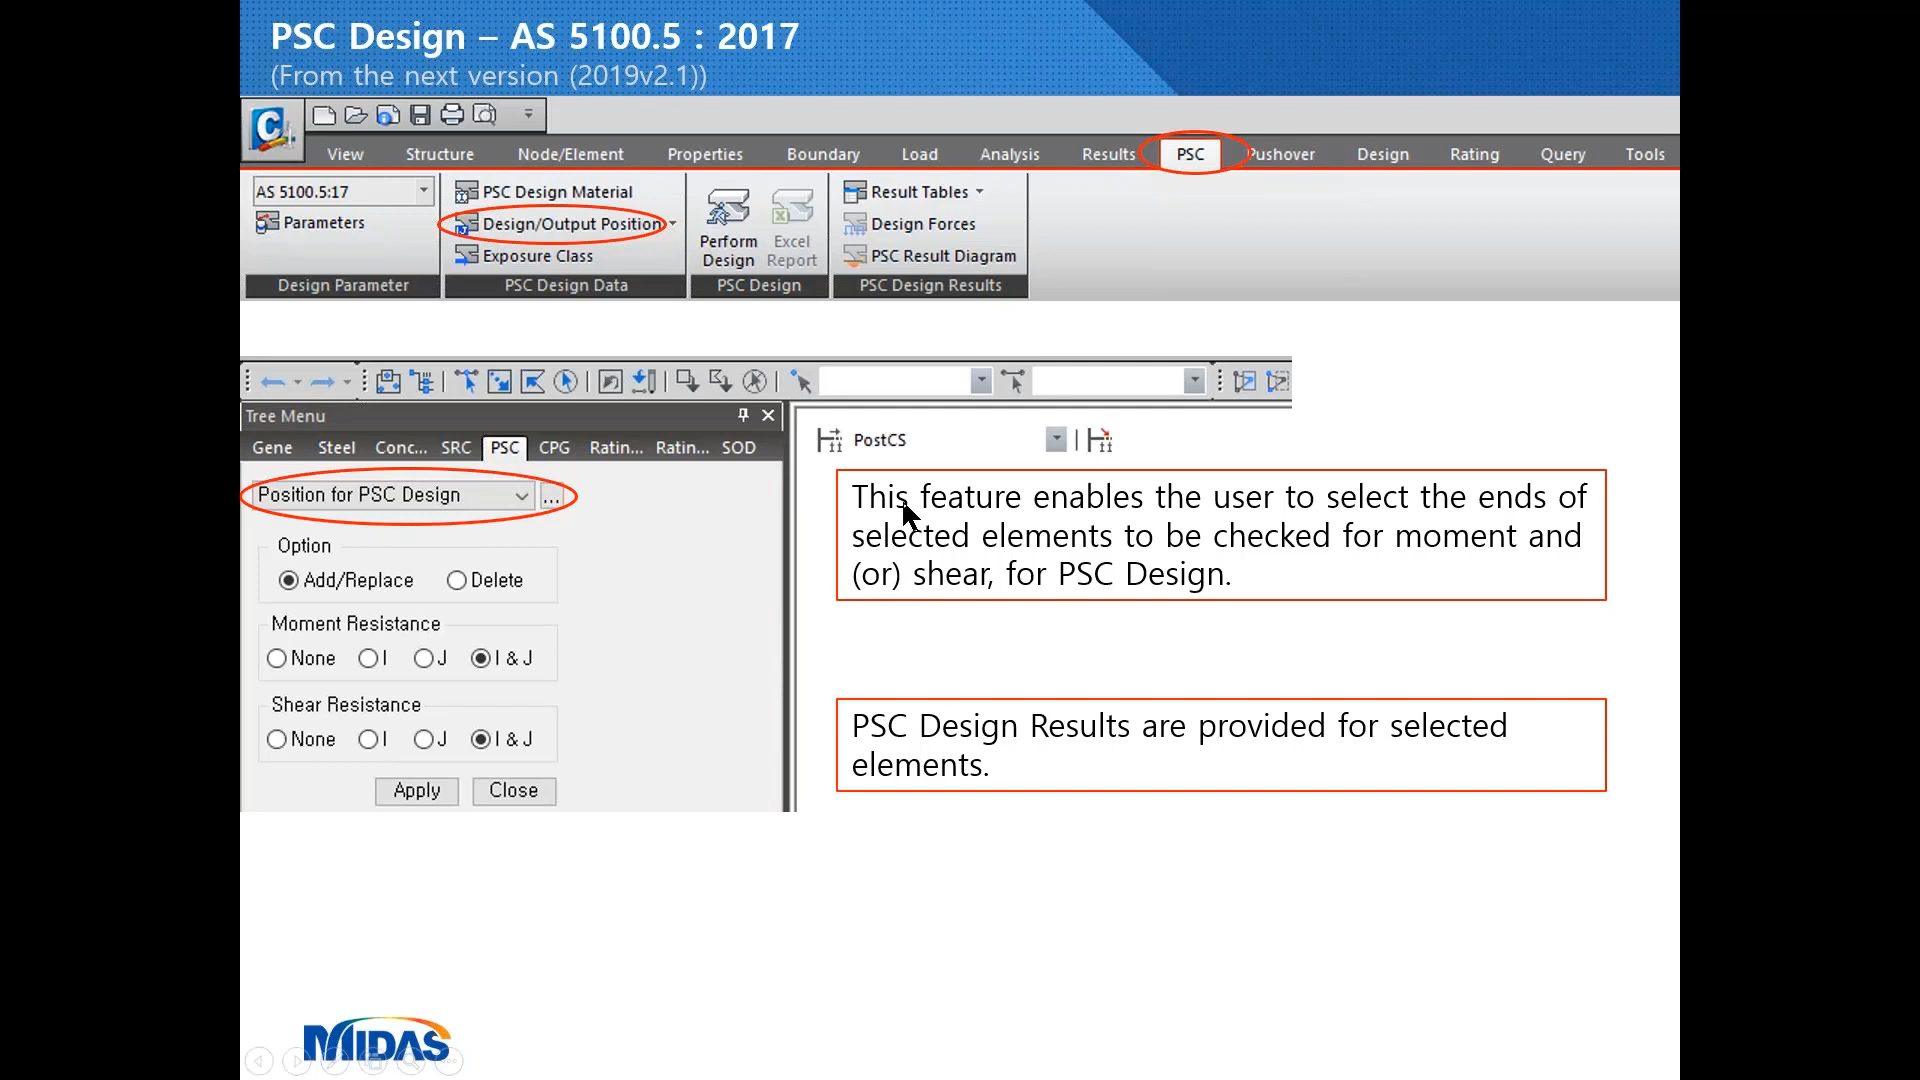 PSC Design – AS 5100.5 : 2017
(From the next version (2019v2.1))
View Structure Node/Element Properties Boundary Load Analysis Results PSC Pushover Design Rating Query Tools
AS 5100.5:17
Parameters
Design Parameter
PSC Design Material
Design/Output Position
Exposure Class
PSC Design Data
Perform Design
Excel Report
PSC Design
Result Tables
Design Forces
PSC Result Diagram
PSC Design Results
Tree Menu
Gene Steel Conc... SRC PSC CPG Ratin... Ratin... SOD
Position for PSC Design ...
Option
Add/Replace Delete
Moment Resistance
None I J I & J
Shear Resistance
None I J I & J
Apply Close
PostCS
This feature enables the user to select the ends of
selected elements to be checked for moment and
(or) shear, for PSC Design.
PSC Design Results are provided for selected
elements.
MIDAS